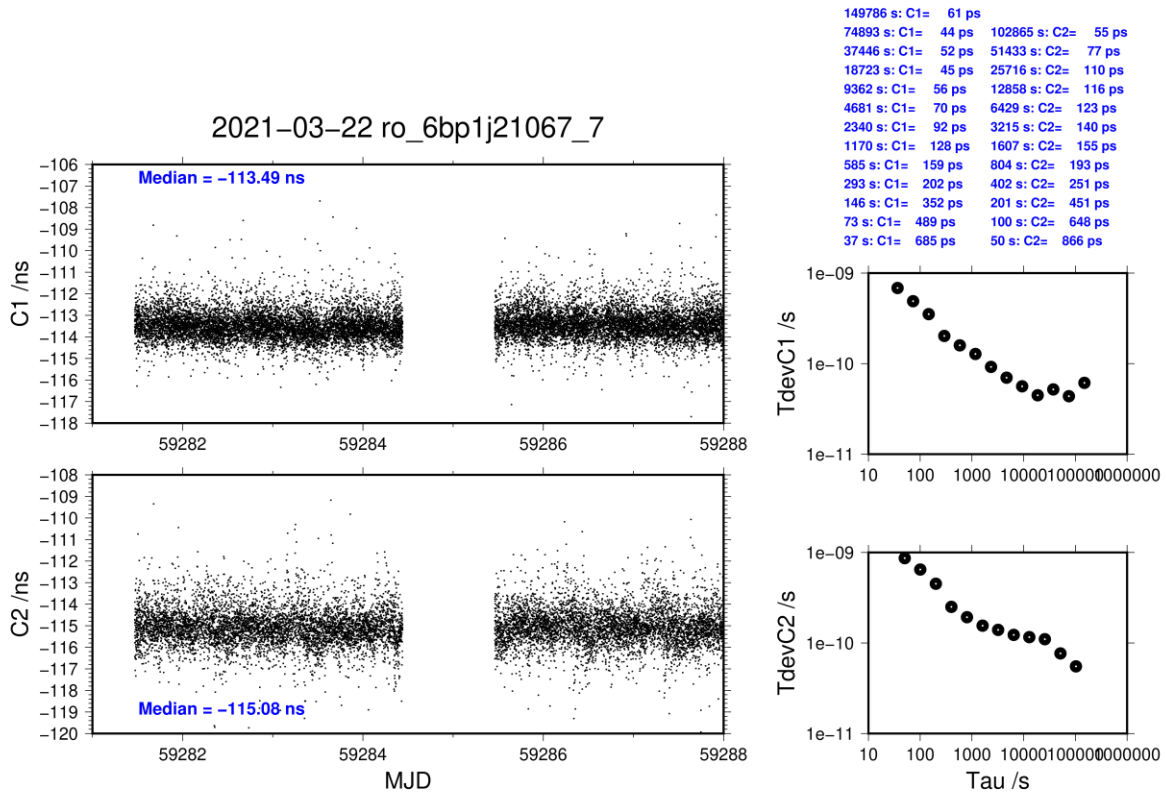 149786 s: C1= 61 ps
74893 s: C1= 44 ps 102865 s: C2= 55 ps
37446 s: C1= 52 ps 51433 s: C2= 77 ps
18723 s: C1= 45 ps 25716 s: C2= 110 ps
9362 s: C1= 56 ps 12858 s: C2= 116 ps
4681 s: C1= 70 ps 6429 s: C2= 123 ps
2340 s: C1= 92 ps 3215 s: C2= 140 ps
1170 s: C1= 128 ps 1607 s: C2= 155 ps
585 s: C1= 159 ps 804 s: C2= 193 ps
293 s: C1= 202 ps 402 s: C2= 251 ps
146 s: C1= 352 ps 201 s: C2= 451 ps
73 s: C1= 489 ps 100 s: C2= 648 ps
37 s: C1= 685 ps 50 s: C2= 866 ps
2021−03−22 ro_6bp1j21067_7
Median = −113.49 ns
C1 /ns
−106
−107
−108
−109
−110
−111
−112
−113
−114
−115
−116
−117
−118
59282 59284 59286 59288
TdevC1 /s
1e−09
1e−10
1e−11
10 100 1000 10000 100000 1000000
C2 /ns
−108
−109
−110
−111
−112
−113
−114
−115
−116
−117
−118
−119
−120
Median = −115.08 ns
59282 59284 59286 59288
MJD
TdevC2 /s
1e−09
1e−10
1e−11
10 100 1000 10000 100000 1000000
Tau /s